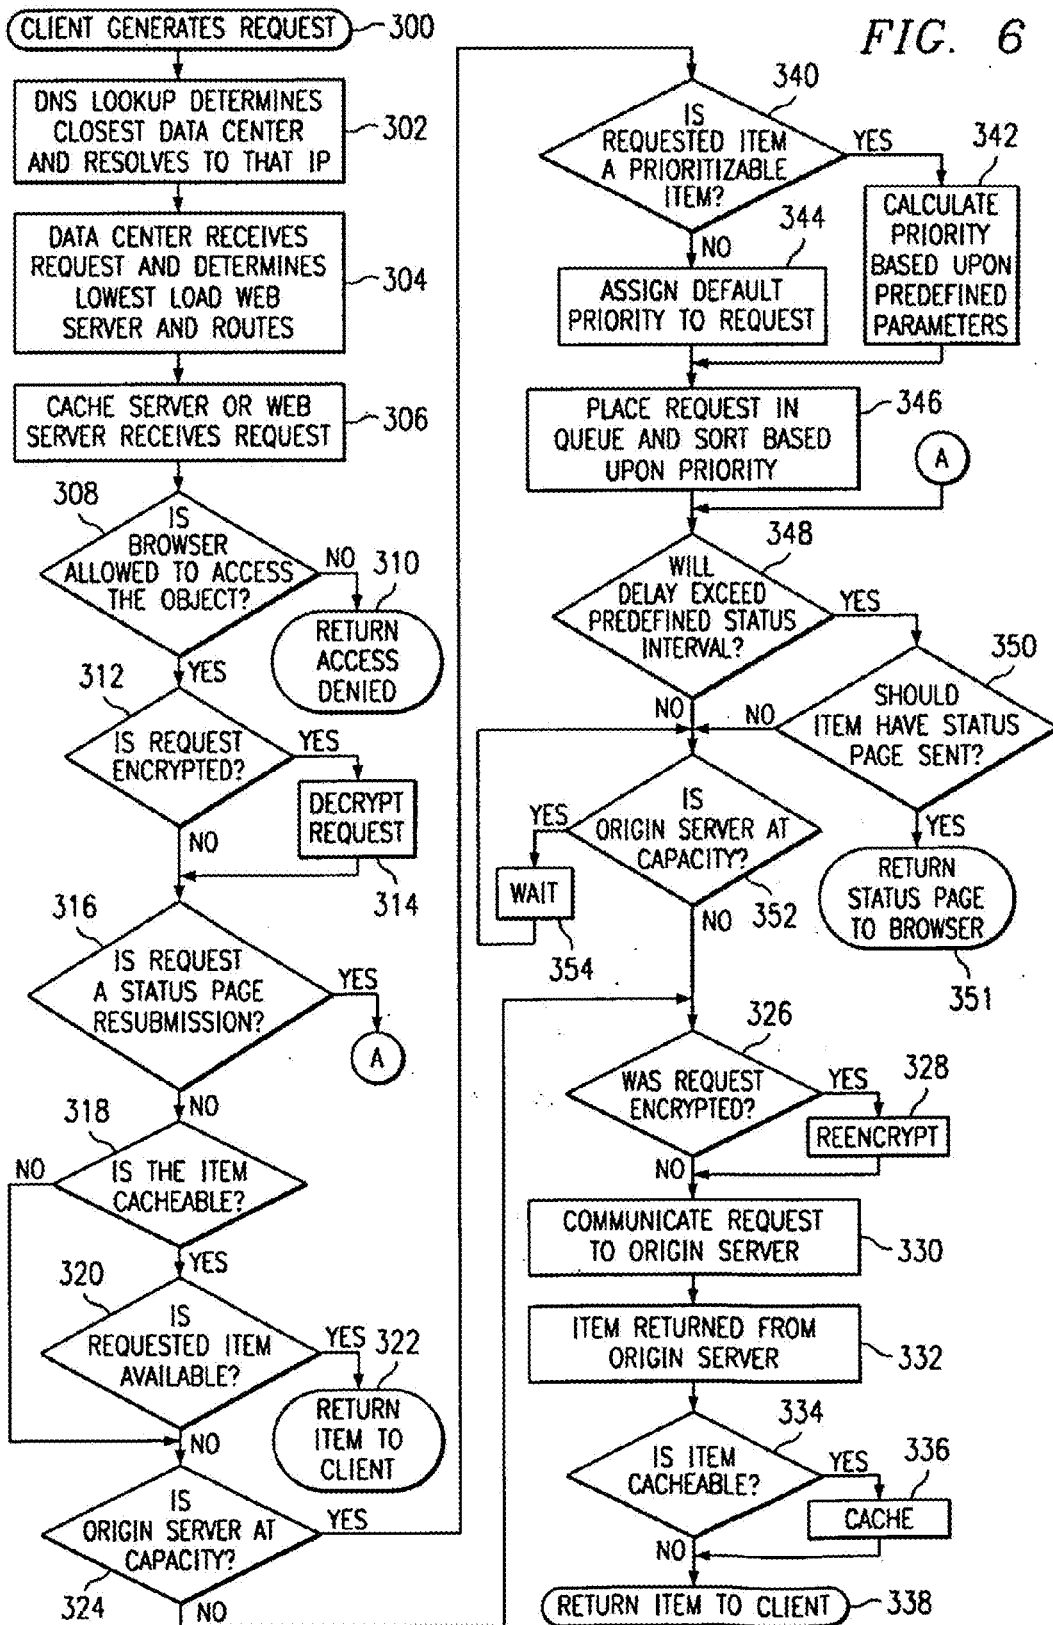 FIG. 6
CLIENT GENERATES REQUEST
300
DNS LOOKUP DETERMINES
CLOSEST DATA CENTER
AND RESOLVES TO THAT IP
302
DATA CENTER RECEIVES
REQUEST AND DETERMINES
LOWEST LOAD WEB
SERVER AND ROUTES
304
CACHE SERVER OR WEB
SERVER RECEIVES REQUEST
306
308
IS
BROWSER
ALLOWED TO ACCESS
THE OBJECT?
NO
310
RETURN
ACCESS
DENIED
YES
312
IS REQUEST
ENCRYPTED?
YES
DECRYPT
REQUEST
314
NO
316
IS REQUEST
A STATUS PAGE
RESUBMISSION?
YES
A
NO
318
IS THE ITEM
CACHEABLE?
NO
YES
320
IS
REQUESTED ITEM
AVAILABLE?
YES
322
RETURN
ITEM TO
CLIENT
NO
IS
ORIGIN SERVER AT
CAPACITY?
YES
324
NO
340
IS
REQUESTED ITEM
A PRIORITIZABLE
ITEM?
YES
342
CALCULATE
PRIORITY
BASED UPON
PREDEFINED
PARAMETERS
NO
344
ASSIGN DEFAULT
PRIORITY TO REQUEST
PLACE REQUEST IN
QUEUE AND SORT BASED
UPON PRIORITY
346
A
348
WILL
DELAY EXCEED
PREDEFINED STATUS
INTERVAL?
YES
350
SHOULD
ITEM HAVE STATUS
PAGE SENT?
NO
NO
YES
RETURN
STATUS PAGE
TO BROWSER
351
IS
ORIGIN SERVER AT
CAPACITY?
352
YES
WAIT
354
NO
326
WAS REQUEST
ENCRYPTED?
YES
328
REENCRYPT
NO
COMMUNICATE REQUEST
TO ORIGIN SERVER
330
ITEM RETURNED FROM
ORIGIN SERVER
332
334
IS ITEM
CACHEABLE?
YES
336
CACHE
NO
RETURN ITEM TO CLIENT
338